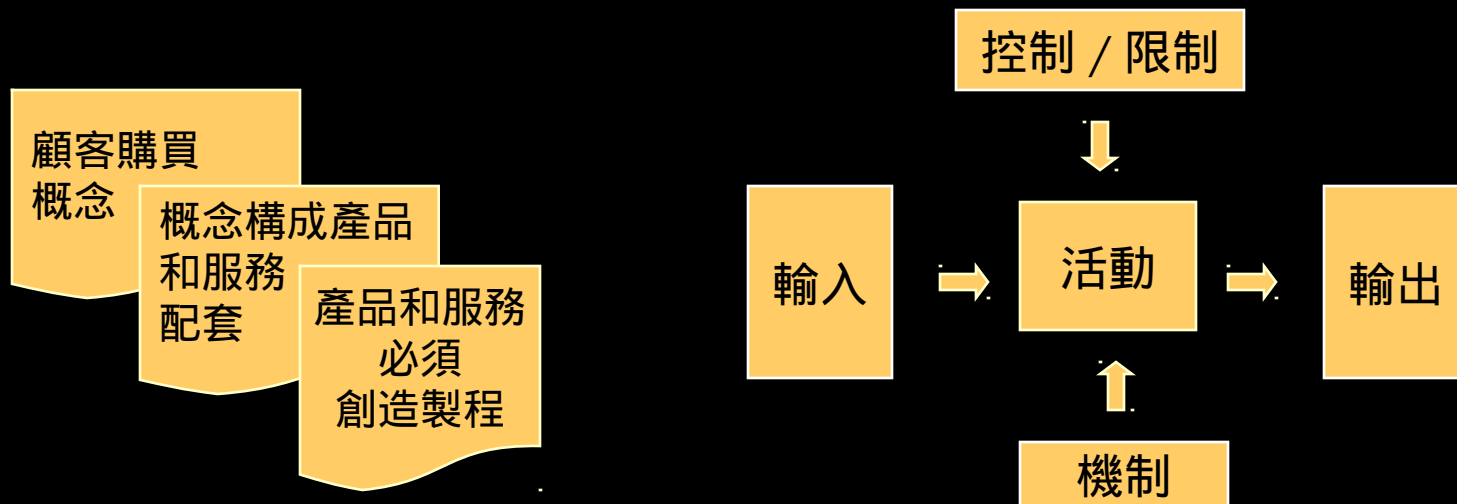 顧客購買
概念
概念構成產品
和服務
配套
產品和服務
必須
創造製程
控制 / 限制
輸入
活動
輸出
機制